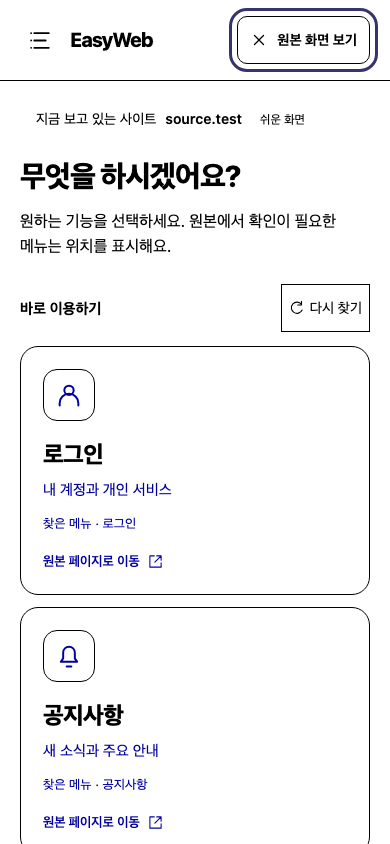 EasyWeb
원본 화면 보기
지금 보고 있는 사이트 source.test 쉬운 화면
무엇을 하시겠어요?
원하는 기능을 선택하세요. 원본에서 확인이 필요한
메뉴는 위치를 표시해요.
바로 이용하기
다시 찾기
로그인
내 계정과 개인 서비스
찾은 메뉴 · 로그인
원본 페이지로 이동
공지사항
새 소식과 주요 안내
찾은 메뉴 · 공지사항
원본 페이지로 이동